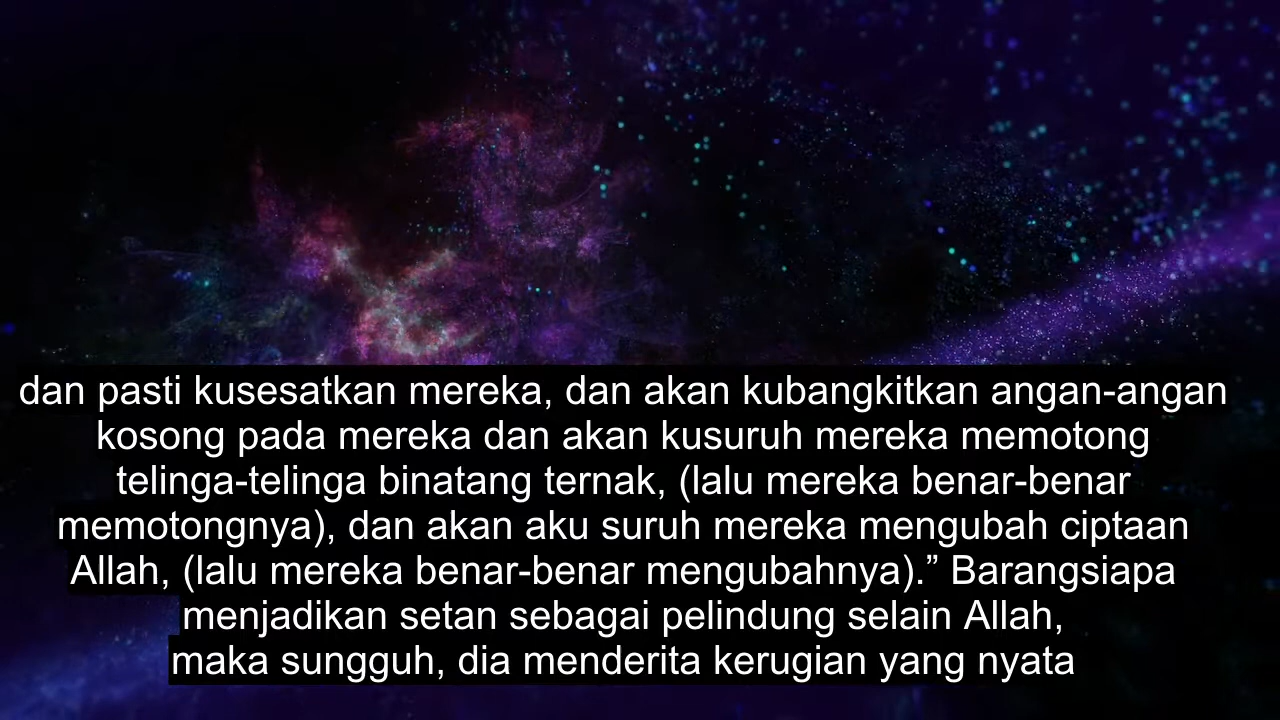 dan pasti kusesatkan mereka, dan akan kubangkitkan angan-angan
kosong pada mereka dan akan kusuruh mereka memotong
telinga-telinga binatang ternak, (lalu mereka benar-benar
memotongnya), dan akan aku suruh mereka mengubah ciptaan
Allah, (lalu mereka benar-benar mengubahnya).” Barangsiapa
menjadikan setan sebagai pelindung selain Allah,
maka sungguh, dia menderita kerugian yang nyata